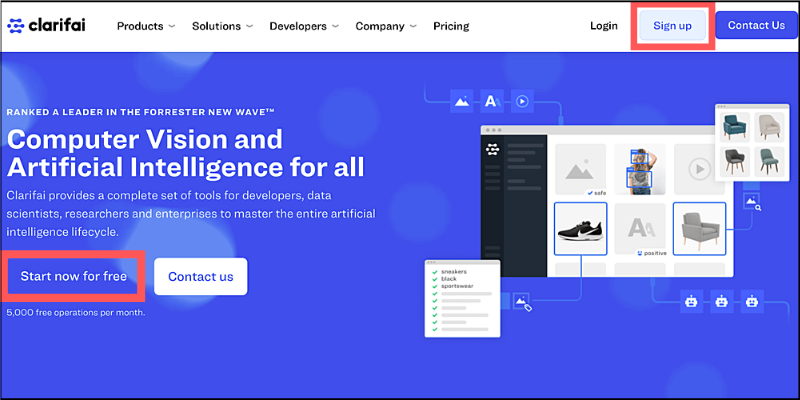 clarifai
Products
Solutions
Developers
Company
Pricing
Login
Sign up
Contact Us
RANKED A LEADER IN THE FORRESTER NEW WAVE™
Computer Vision and
Artificial Intelligence for all
Clarifai provides a complete set of tools for developers, data
scientists, researchers and enterprises to master the entire artificial
intelligence lifecycle.
Start now for free
Contact us
5,000 free operations per month.
AA
safe
AA
positive
sneakers
black
sportswear